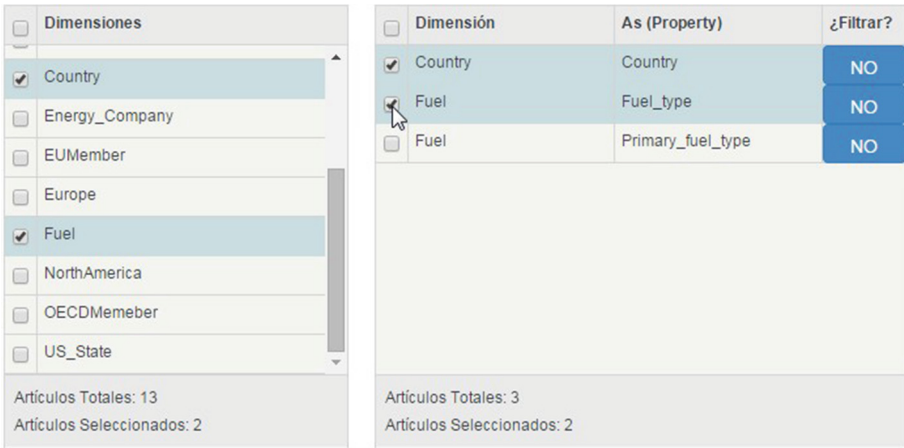 Dimensiones
Country
Energy_Company
EUMember
Europe
Fuel
NorthAmerica
OECDMemeber
US_State
Artículos Totales: 13
Artículos Seleccionados: 2
Dimensión As (Property) ¿Filtrar?
Country Country NO
Fuel Fuel_type NO
Fuel Primary_fuel_type NO
Artículos Totales: 3
Artículos Seleccionados: 2